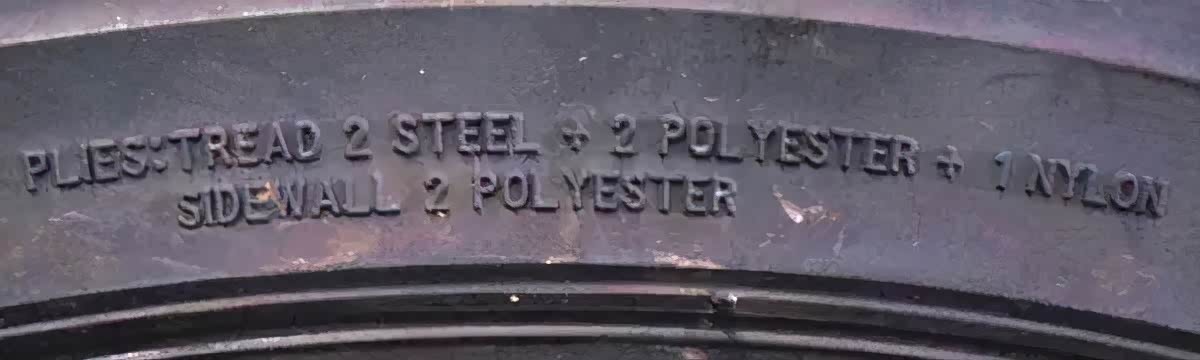 PLIES:TREAD 2 STEEL + 2 POLYESTER + 1 NYLON
SIDEWALL 2 POLYESTER